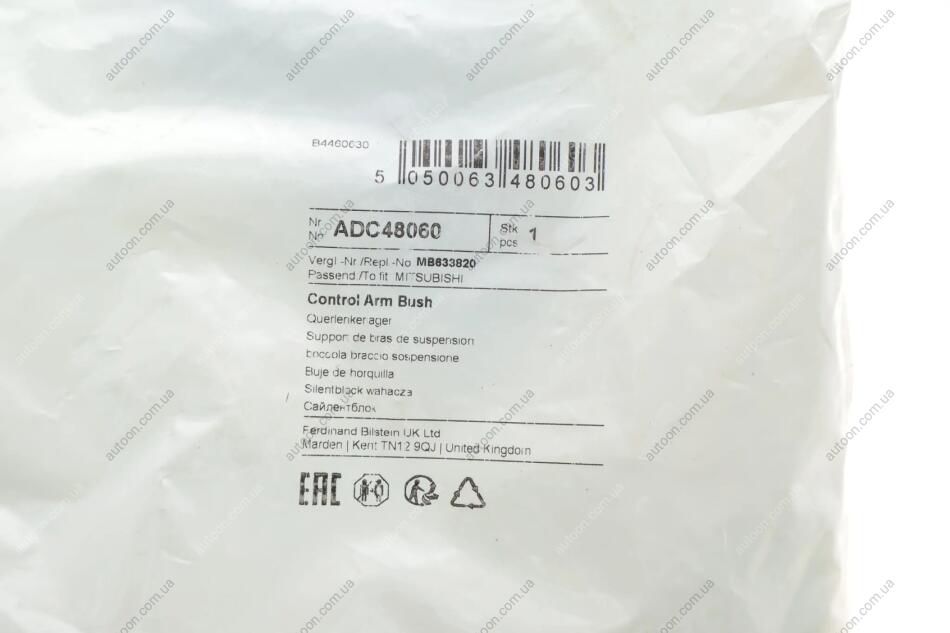 B4460630
5 050063 480603
Nr. No. ADC48060 Stk pcs 1
Vergl.-Nr./Repl.-No. MB633820
Passend./To fit MITSUBISHI
Control Arm Bush
Querlenkerlager
Support de bras de suspension
boccola braccio sospensione
Buje de horquilla
Silentblock wahacza
Сайлентблок
Ferdinand Bilstein UK Ltd
Marden | Kent TN12 9QJ | United Kingdom
EAC
autoon.com.ua